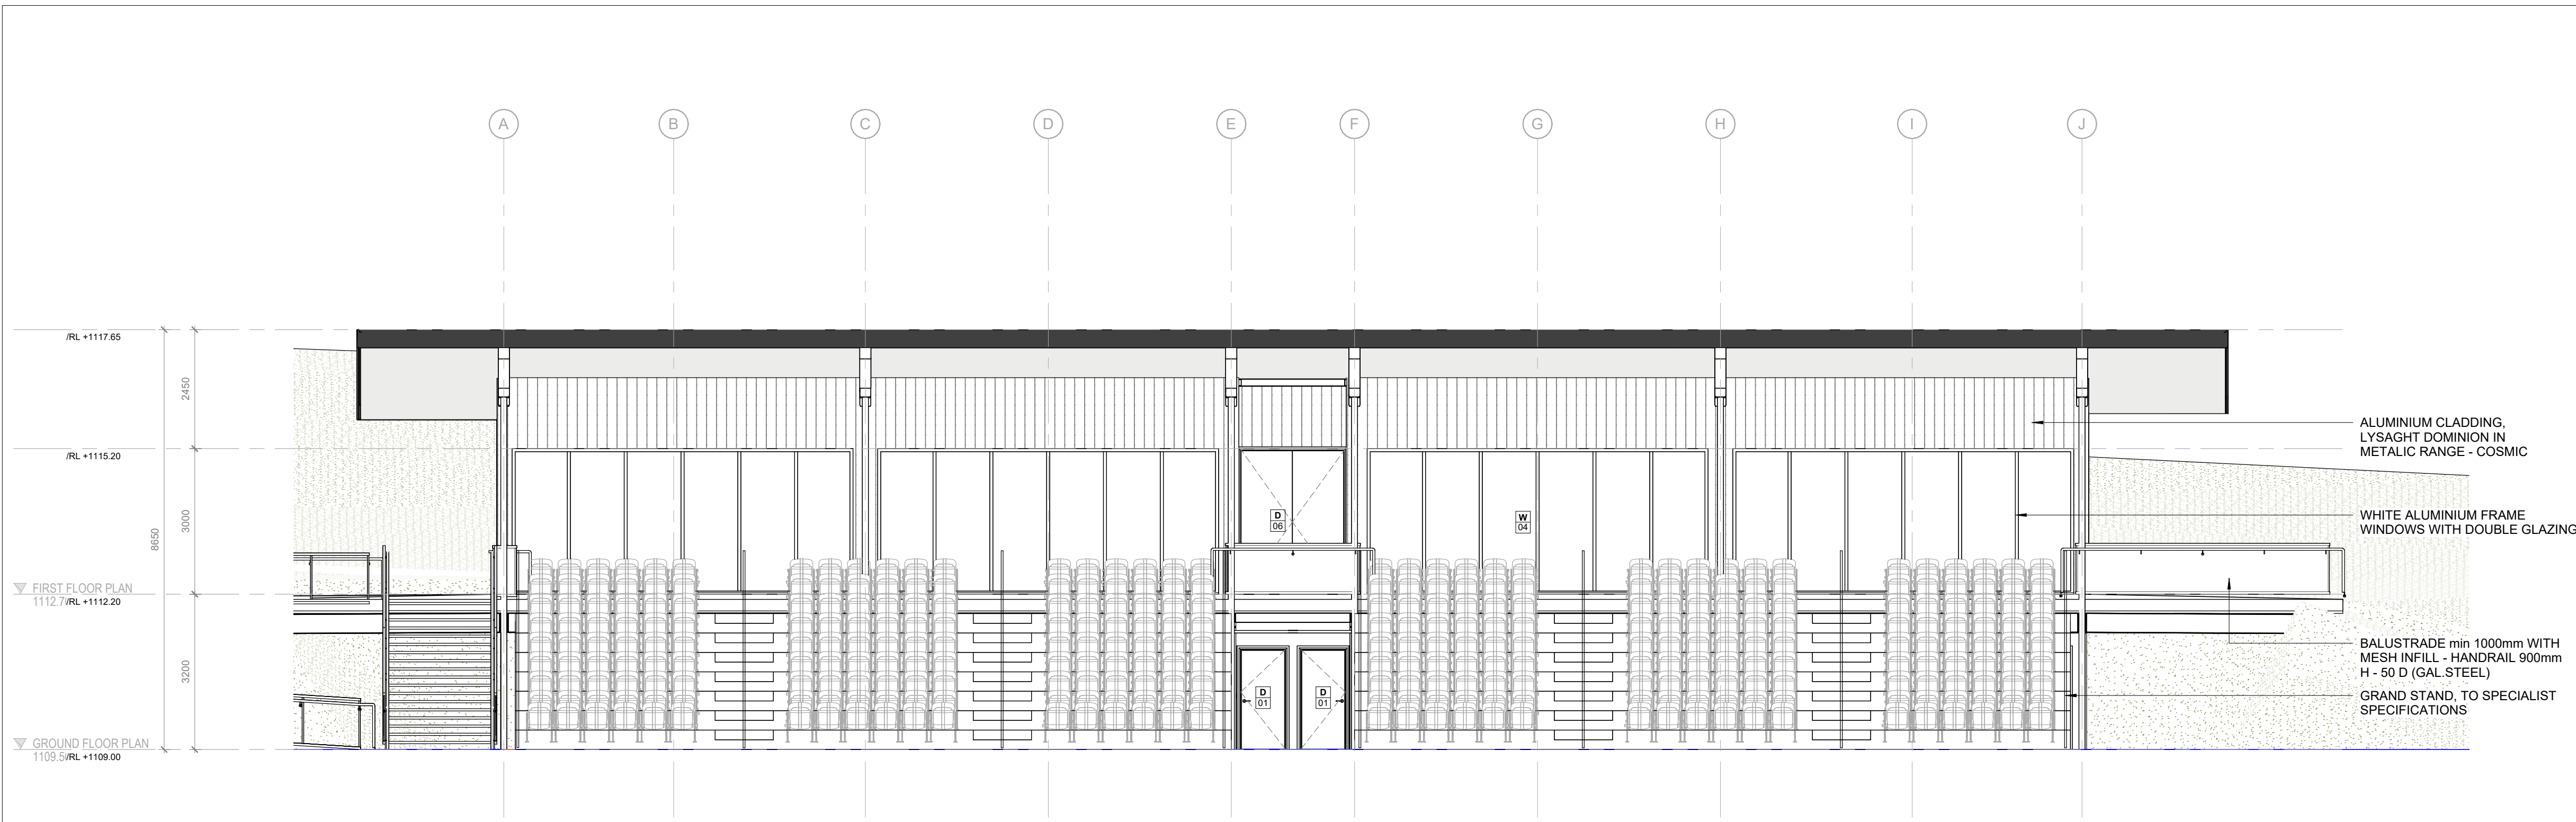 A B C D E F G H I J
/RL +1117.65
2450
/RL +1115.20
8650
3000
FIRST FLOOR PLAN
1112.7
/RL +1112.20
3200
GROUND FLOOR PLAN
1109.5
/RL +1109.00
D
06
W
04
D
01
D
01
ALUMINIUM CLADDING,
LYSAGHT DOMINION IN
METALIC RANGE - COSMIC
WHITE ALUMINIUM FRAME
WINDOWS WITH DOUBLE GLAZING
BALUSTRADE min 1000mm WITH
MESH INFILL - HANDRAIL 900mm
H - 50 D (GAL.STEEL)
GRAND STAND, TO SPECIALIST
SPECIFICATIONS